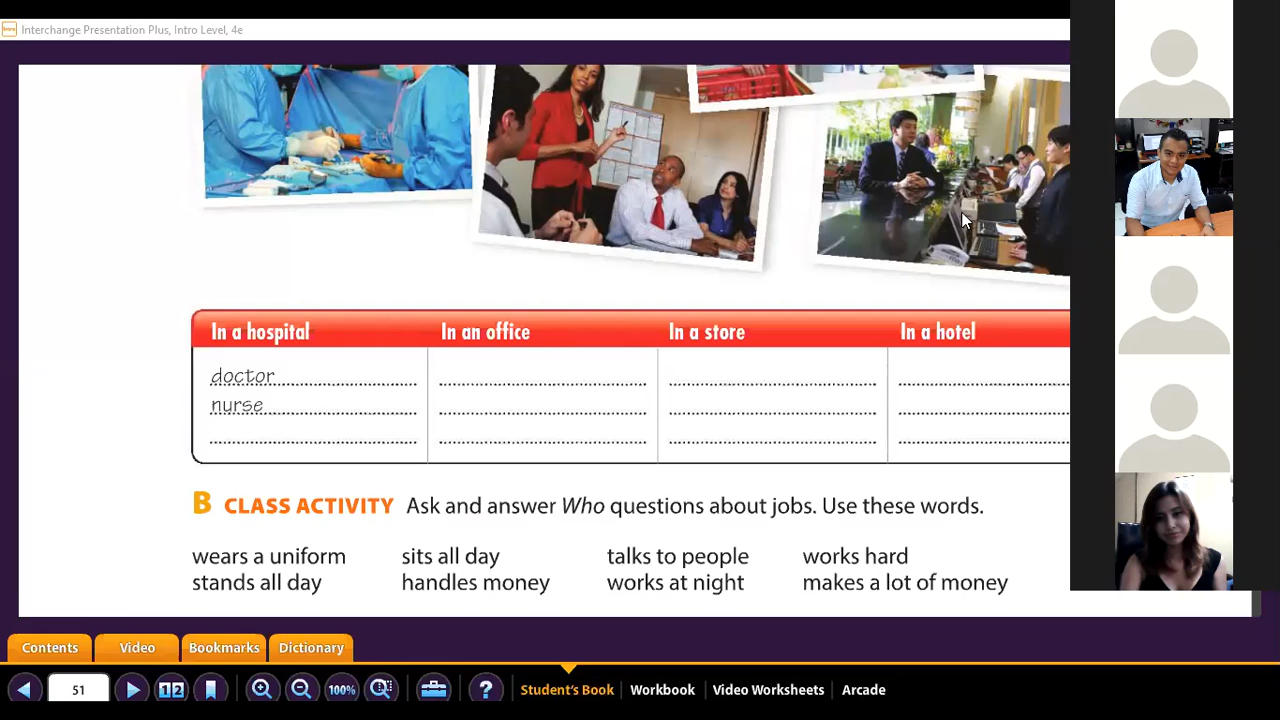 Interchange Presentation Plus, Intro Level, 4e
In a hospital In an office In a store In a hotel
doctor
nurse
B CLASS ACTIVITY Ask and answer Who questions about jobs. Use these words.
wears a uniform sits all day talks to people works hard
stands all day handles money works at night makes a lot of money
Contents Video Bookmarks Dictionary
51 1 2 100% ? Student's Book Workbook Video Worksheets Arcade